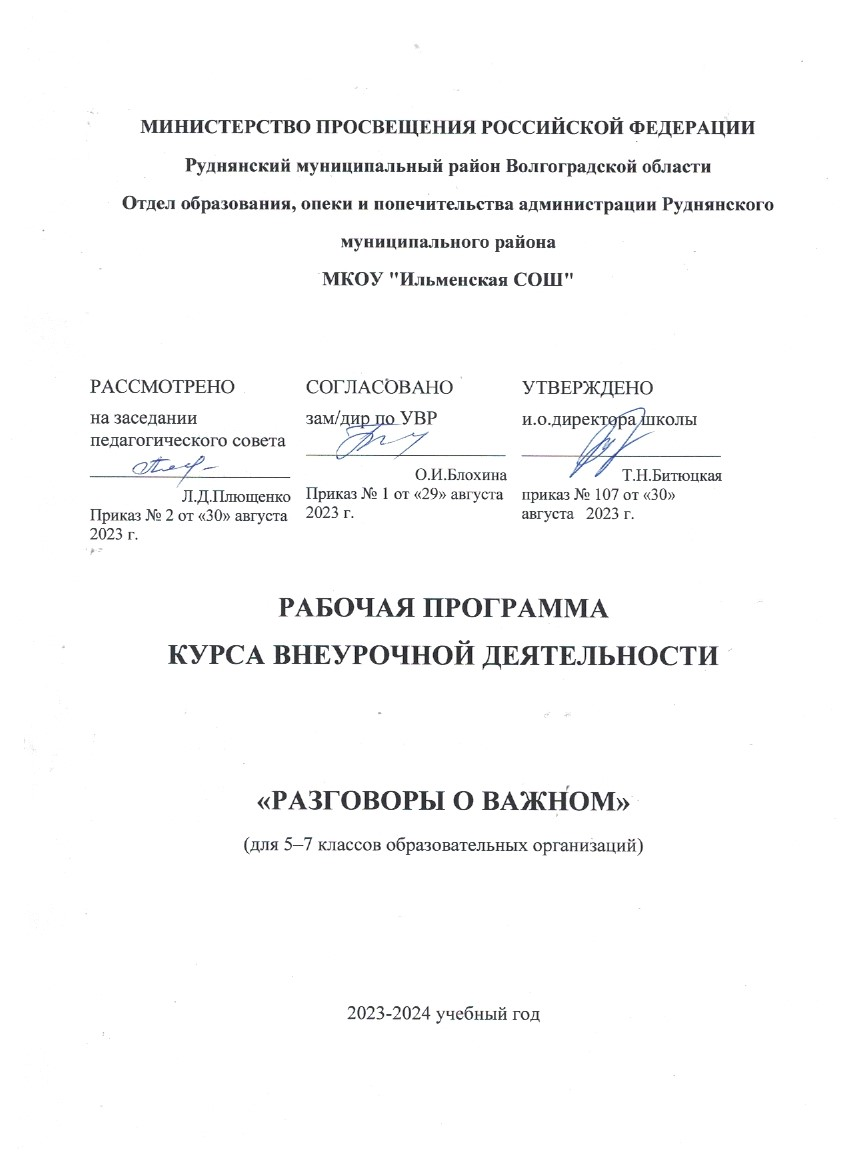 МИНИСТЕРСТВО ПРОСВЕЩЕНИЯ РОССИЙСКОЙ ФЕДЕРАЦИИ
Руднянский муниципальный район Волгоградской области
Отдел образования, опеки и попечительства администрации Руднянского
муниципального района
МКОУ "Ильменская СОШ"
РАССМОТРЕНО
на заседании
педагогического совета
Л.Д.Плющенко
Приказ № 2 от «30» августа
2023 г.
СОГЛАСОВАНО
зам/дир по УВР
О.И.Блохина
Приказ № 1 от «29» августа
2023 г.
УТВЕРЖДЕНО
и.о.директора школы
Т.Н.Битюцкая
приказ № 107 от «30»
августа 2023 г.
РАБОЧАЯ ПРОГРАММА
КУРСА ВНЕУРОЧНОЙ ДЕЯТЕЛЬНОСТИ
«РАЗГОВОРЫ О ВАЖНОМ»
(для 5–7 классов образовательных организаций)
2023-2024 учебный год